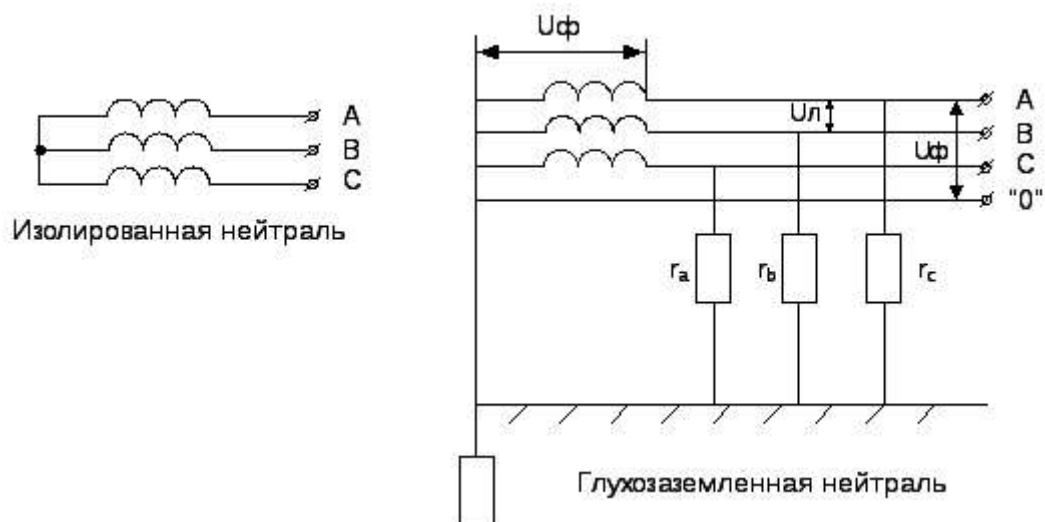 A
B
C
Изолированная нейтраль
Uф
A
Uл
B
Uф
C
"0"
ra
rb
rc
Глухозаземленная нейтраль